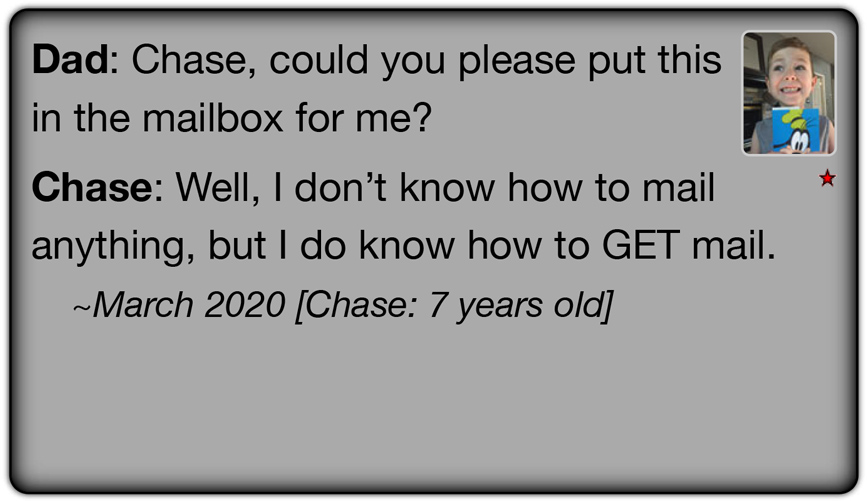 Dad: Chase, could you please put this
in the mailbox for me?
Chase: Well, I don’t know how to mail
anything, but I do know how to GET mail.
~March 2020 [Chase: 7 years old]